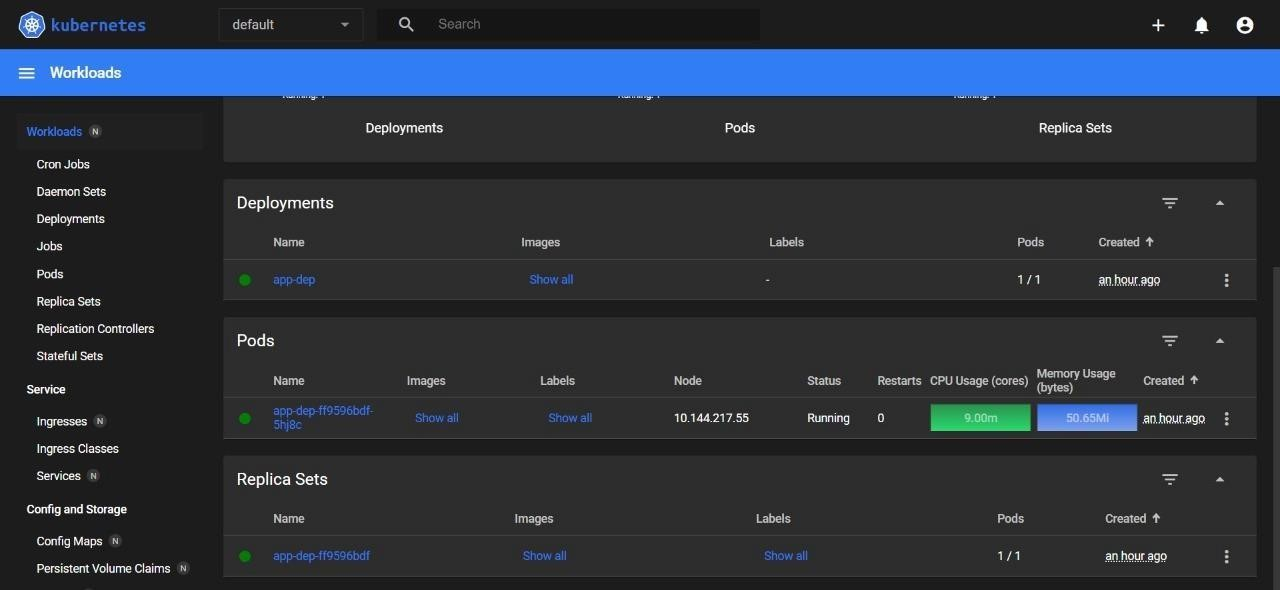 kubernetes
default
Search
Workloads
Workloads N
Cron Jobs
Daemon Sets
Deployments
Jobs
Pods
Replica Sets
Replication Controllers
Stateful Sets
Service
Ingresses N
Ingress Classes
Services N
Config and Storage
Config Maps N
Persistent Volume Claims N
Deployments Pods Replica Sets
Deployments
Name Images Labels Pods Created
app-dep Show all - 1 / 1 an hour ago
Pods
Name Images Labels Node Status Restarts CPU Usage (cores) Memory Usage
(bytes) Created
app-dep-ff9596bdf-
5hj8c Show all Show all 10.144.217.55 Running 0 9.00m 50.65Mi an hour ago
Replica Sets
Name Images Labels Pods Created
app-dep-ff9596bdf Show all Show all 1 / 1 an hour ago